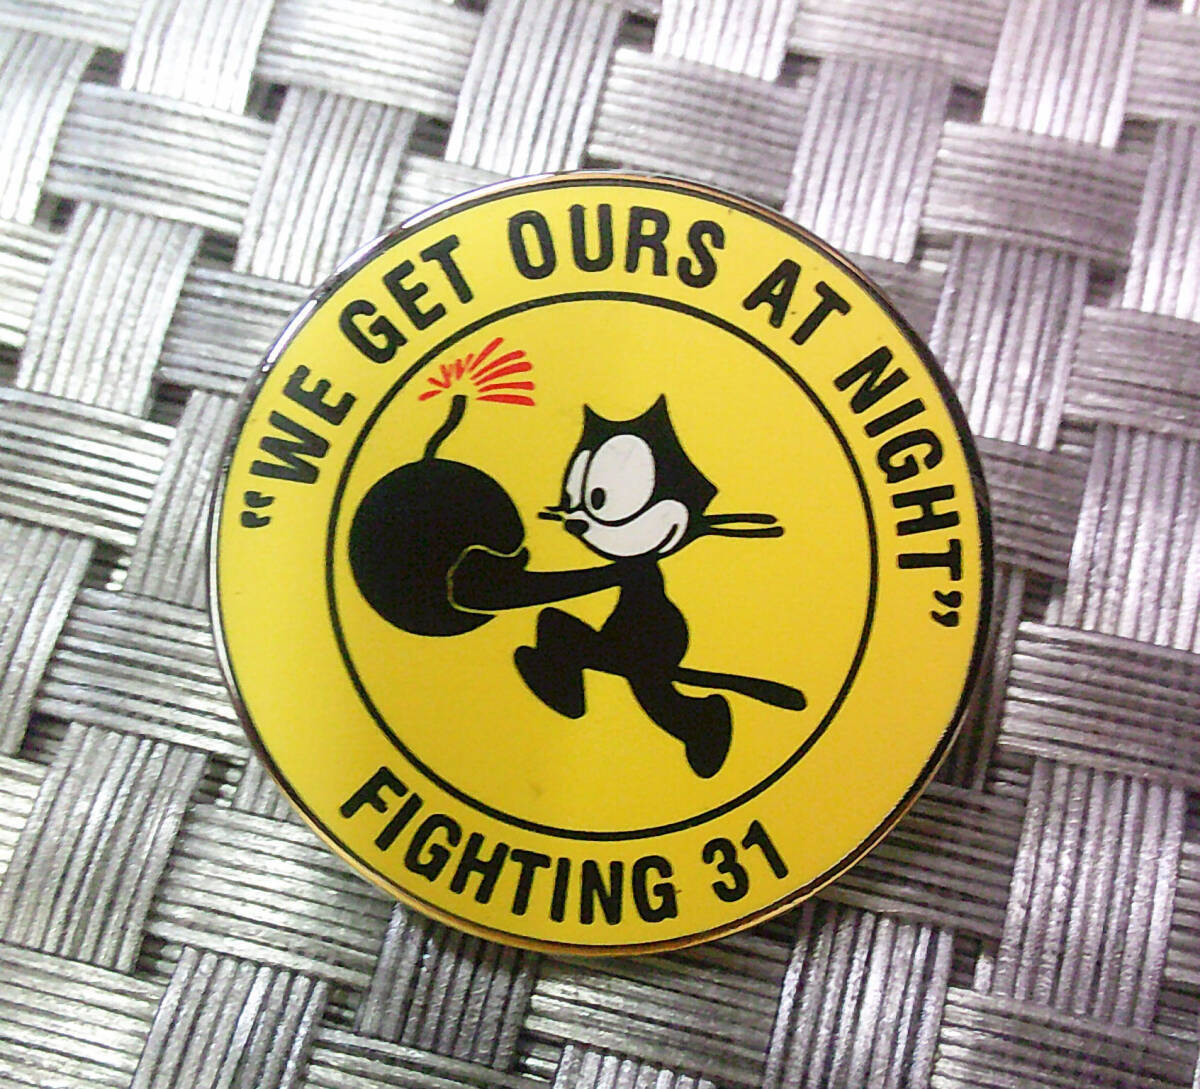 “WE GET OURS AT NIGHT”
FIGHTING 31